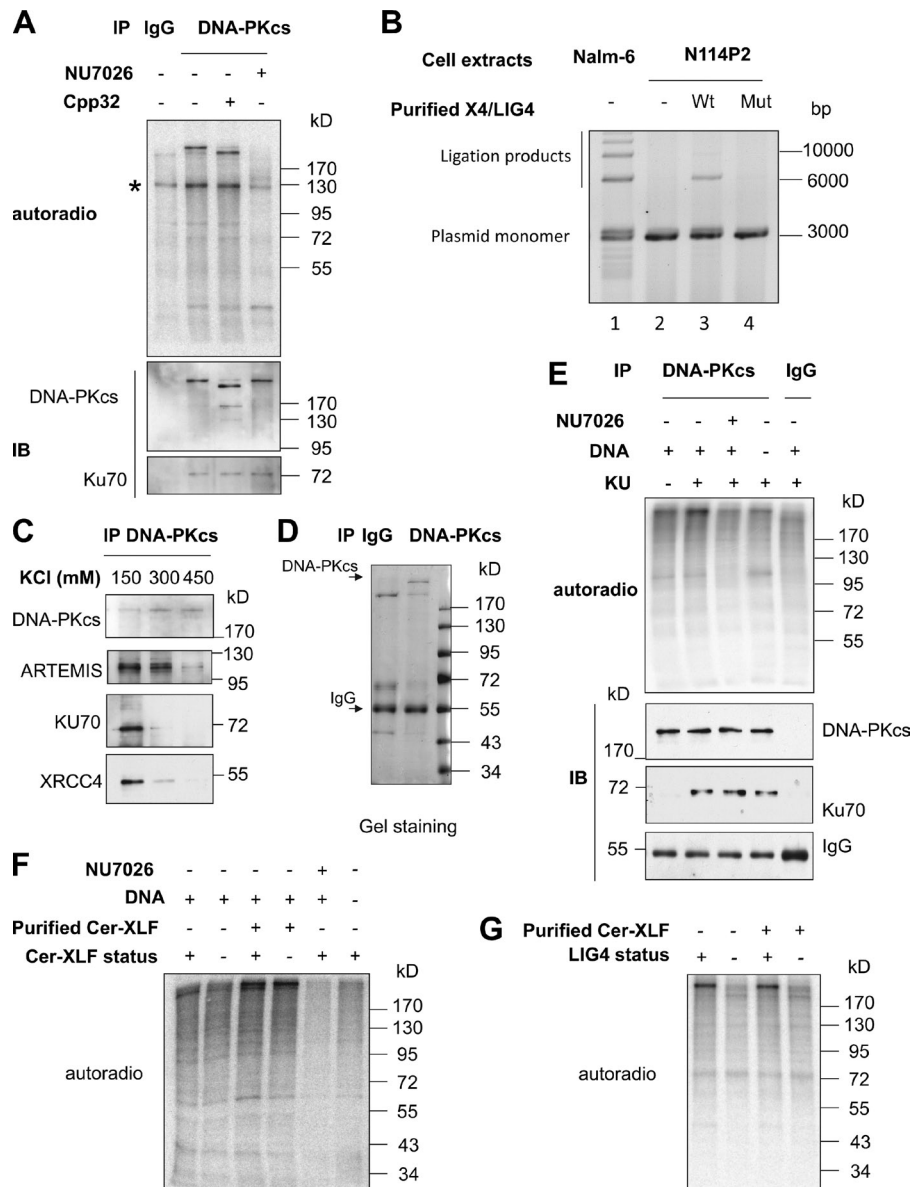 A
IP IgG DNA-PKcs
NU7026 - - - +
Cpp32 - - + -
kD
170
130
95
72
55
*
autoradio
DNA-PKcs
170
130
95
IB
Ku70
72
B
Cell extracts Nalm-6 N114P2
Purified X4/LIG4 - - Wt Mut bp
Ligation products
10000
6000
Plasmid monomer
3000
1 2 3 4
C
IP DNA-PKcs
KCl (mM) 150 300 450
kD
DNA-PKcs
170
ARTEMIS
130
95
KU70
72
XRCC4
55
D
IP IgG DNA-PKcs
DNA-PKcs
kD
170
130
95
72
IgG
55
43
34
Gel staining
E
IP DNA-PKcs IgG
NU7026 - - + - -
DNA + + + - +
KU - + + + +
kD
170
130
95
72
55
autoradio
kD
DNA-PKcs
170
IB
72
Ku70
55
IgG
F
NU7026 - - - - + -
DNA + + + + + -
Purified Cer-XLF - - + + - -
Cer-XLF status + - + - + +
kD
170
130
95
72
55
43
34
autoradio
G
Purified Cer-XLF - - + +
LIG4 status + - + -
kD
170
130
95
72
55
43
34
autoradio